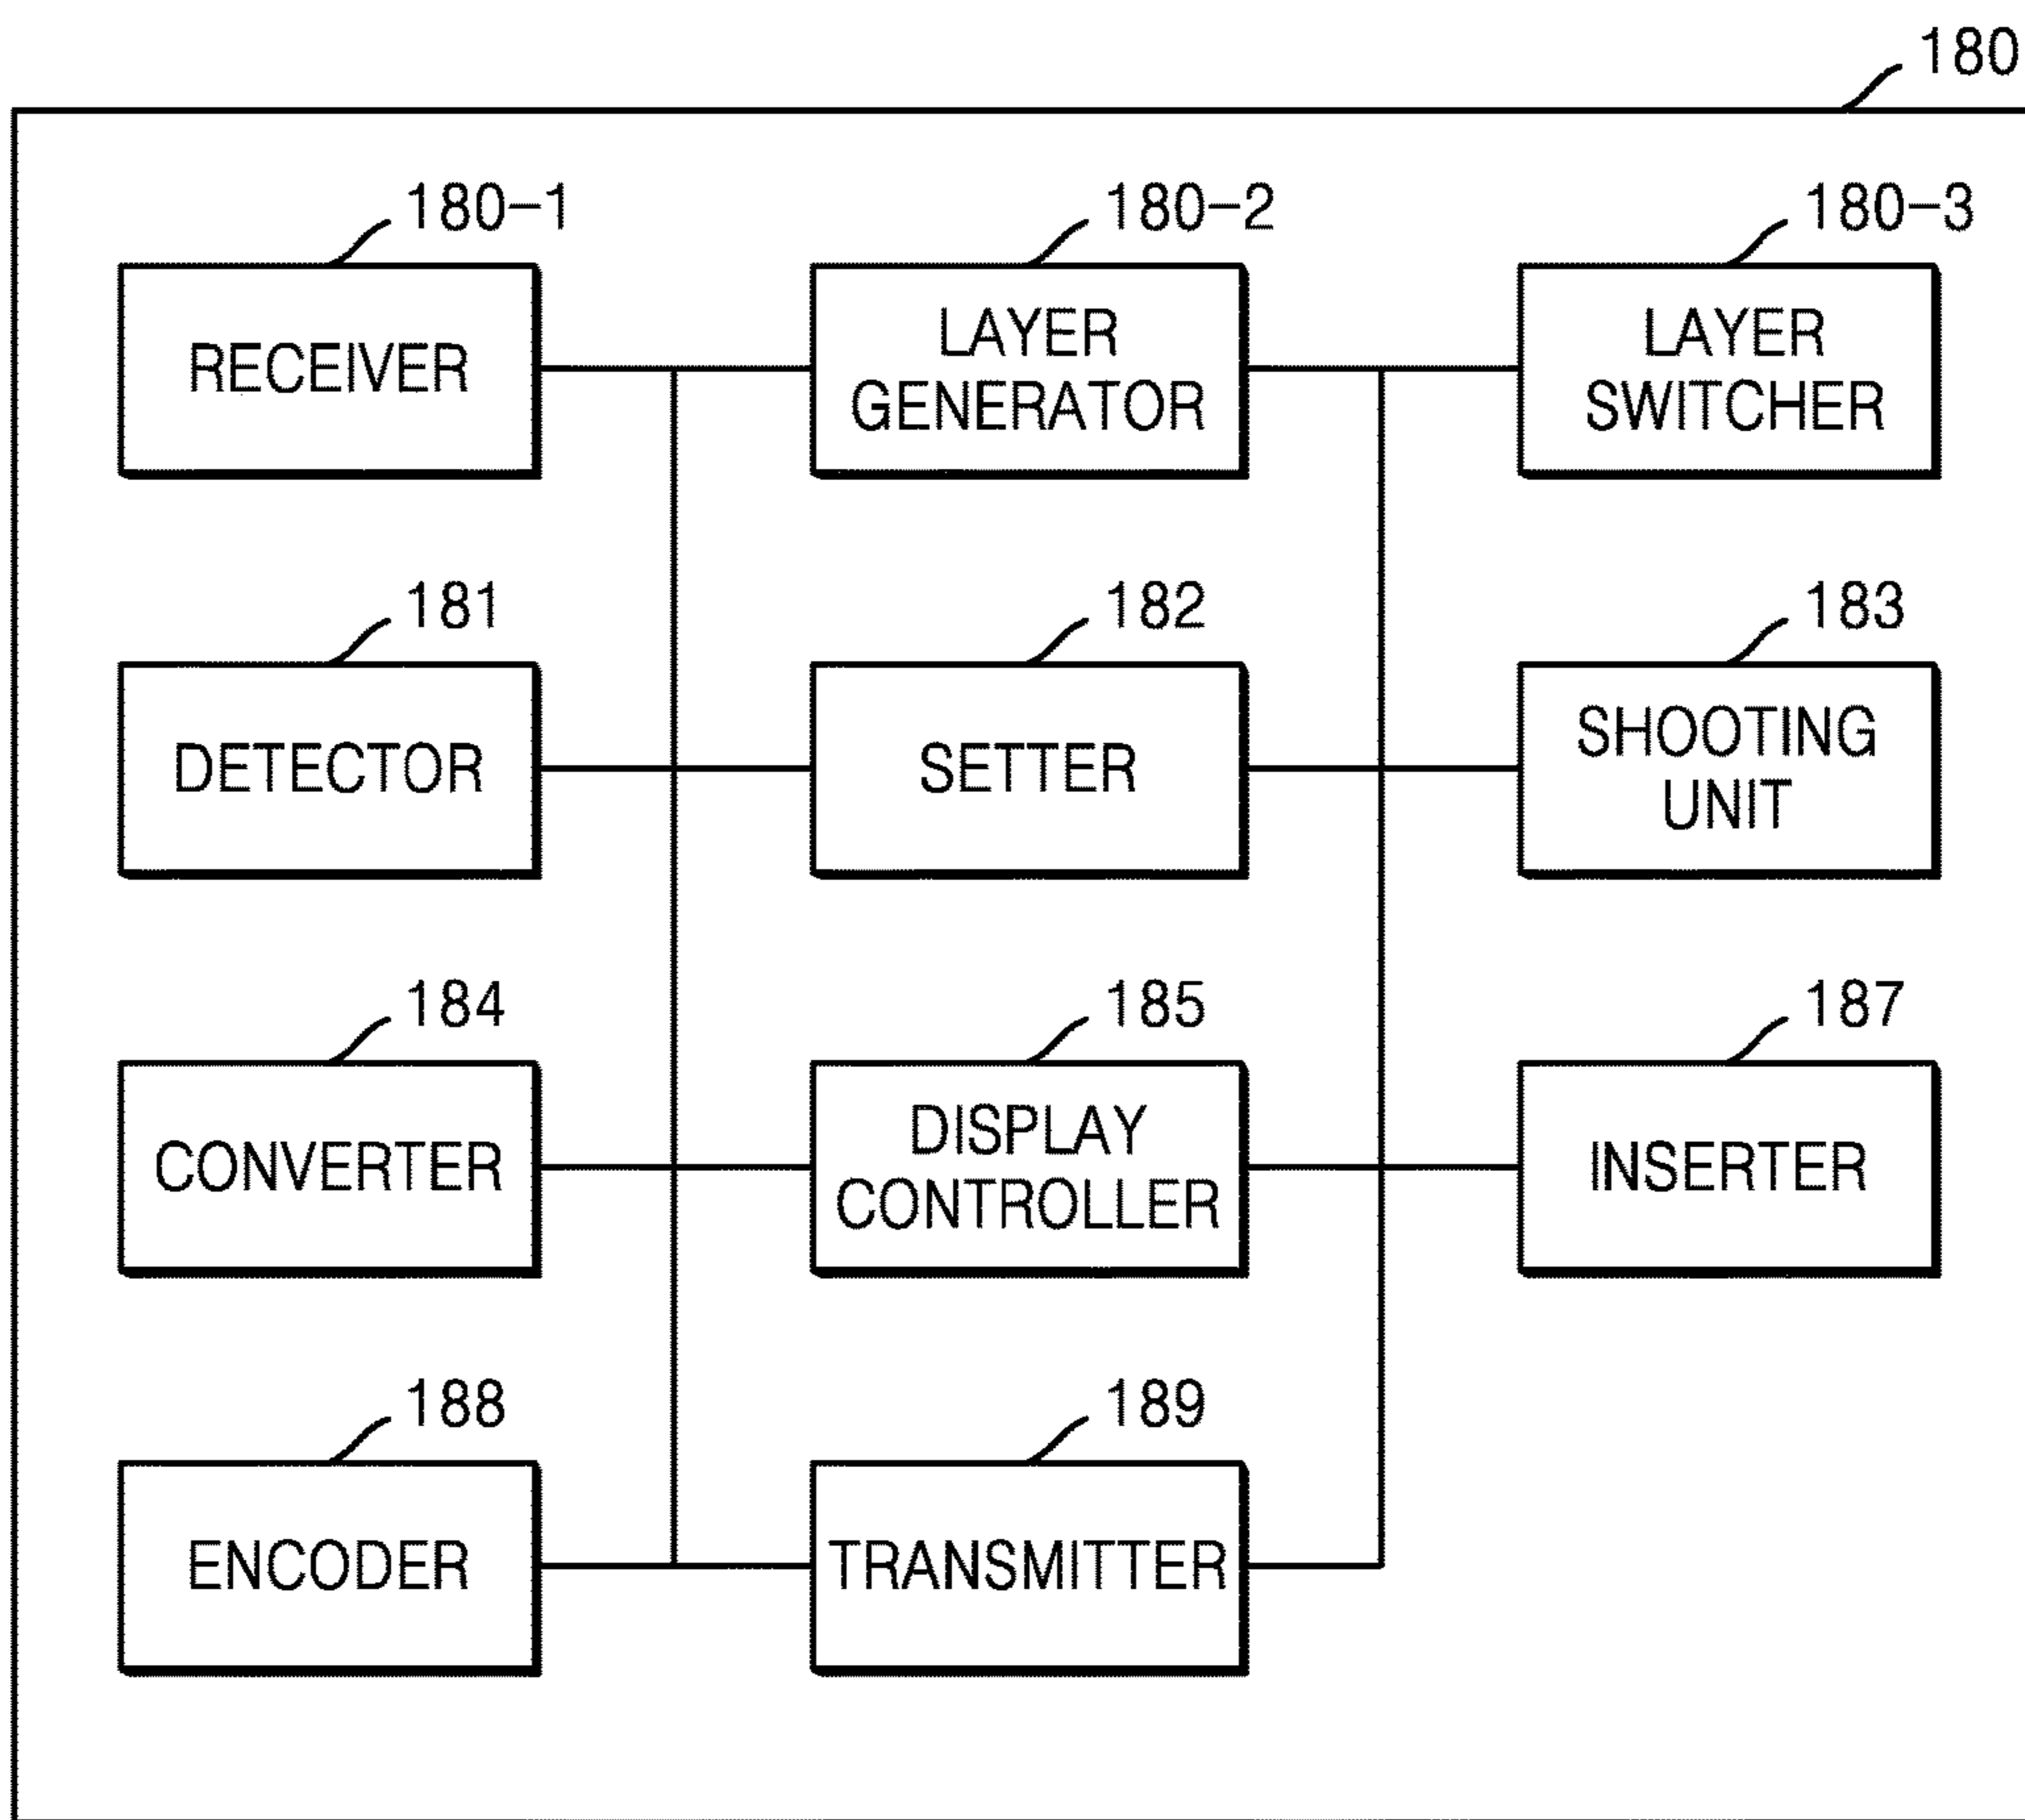 180
180-1
180-2
180-3
RECEIVER
LAYER
GENERATOR
LAYER
SWITCHER
181
182
183
DETECTOR
SETTER
SHOOTING
UNIT
184
185
187
CONVERTER
DISPLAY
CONTROLLER
INSERTER
188
189
ENCODER
TRANSMITTER